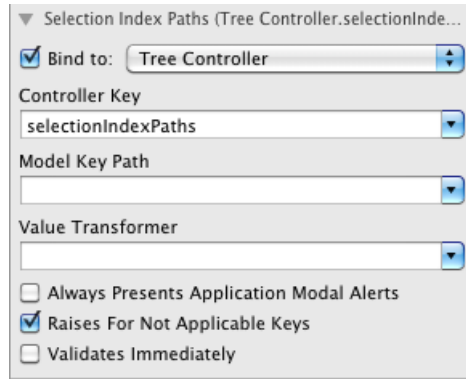 Selection Index Paths (Tree Controller.selectionInde...
Bind to: Tree Controller
Controller Key
selectionIndexPaths
Model Key Path
Value Transformer
Always Presents Application Modal Alerts
Raises For Not Applicable Keys
Validates Immediately